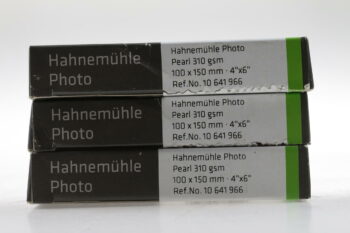 Hahnemühle
Photo
Hahnemühle Photo
Pearl 310 gsm
100 x 150 mm · 4"x6"
Ref.No. 10 641 966
Hahnemühle
Photo
Hahnemühle Photo
Pearl 310 gsm
100 x 150 mm · 4"x6"
Ref.No. 10 641 966
Hahnemühle
Photo
Hahnemühle Photo
Pearl 310 gsm
100 x 150 mm · 4"x6"
Ref.No. 10 641 966